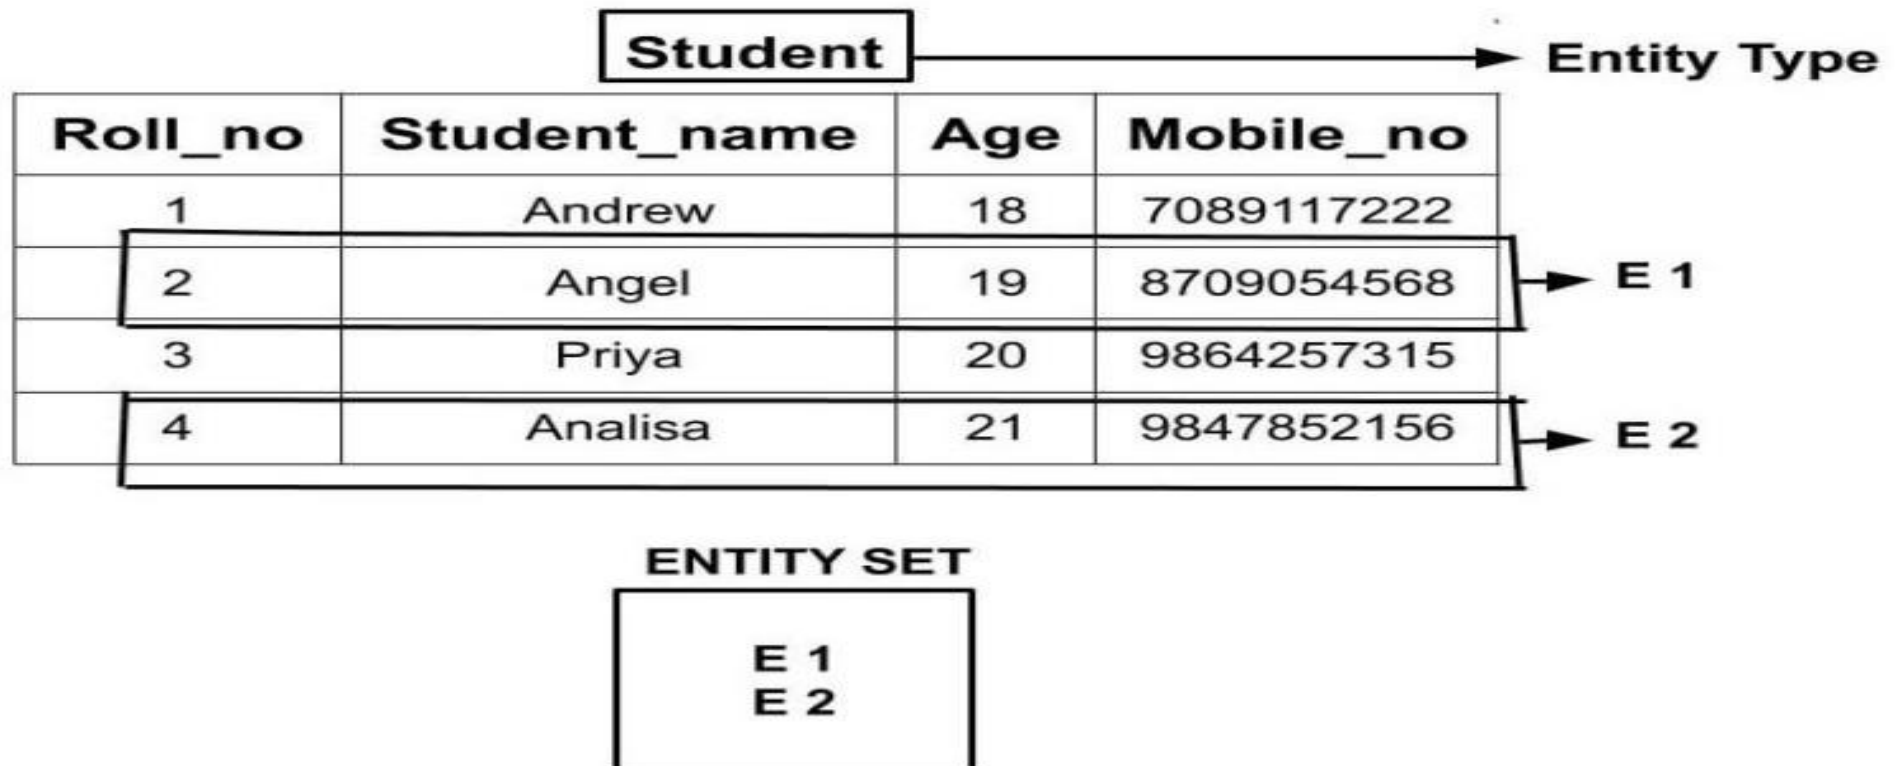 Student Entity Type
Roll_no Student_name Age Mobile_no
1 Andrew 18 7089117222
2 Angel 19 8709054568 E 1
3 Priya 20 9864257315
4 Analisa 21 9847852156 E 2
ENTITY SET
E 1
E 2